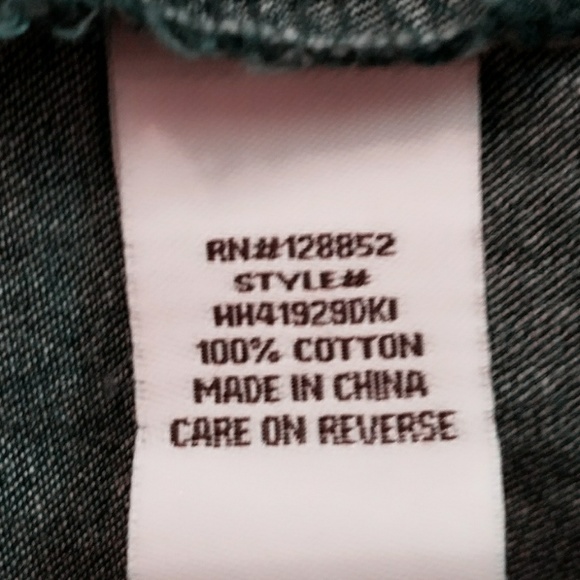 RN#128852
STYLE#
HH41929DKI
100% COTTON
MADE IN CHINA
CARE ON REVERSE